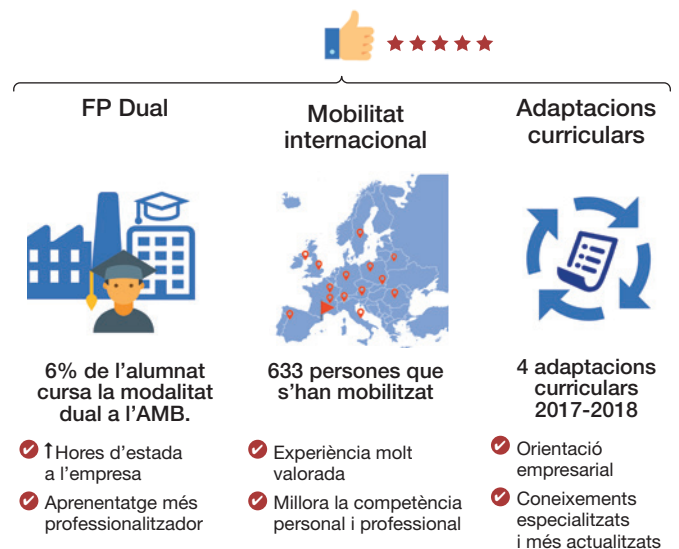 FP Dual
6% de l’alumnat
cursa la modalitat
dual a l’AMB.
↑Hores d’estada
a l’empresa
Aprenentatge més
professionalitzador
Mobilitat
internacional
633 persones que
s’han mobilitzat
Experiència molt
valorada
Millora la competència
personal i professional
Adaptacions
curriculars
4 adaptacions
curriculars
2017-2018
Orientació
empresarial
Coneixements
especialitzats
i més actualitzats